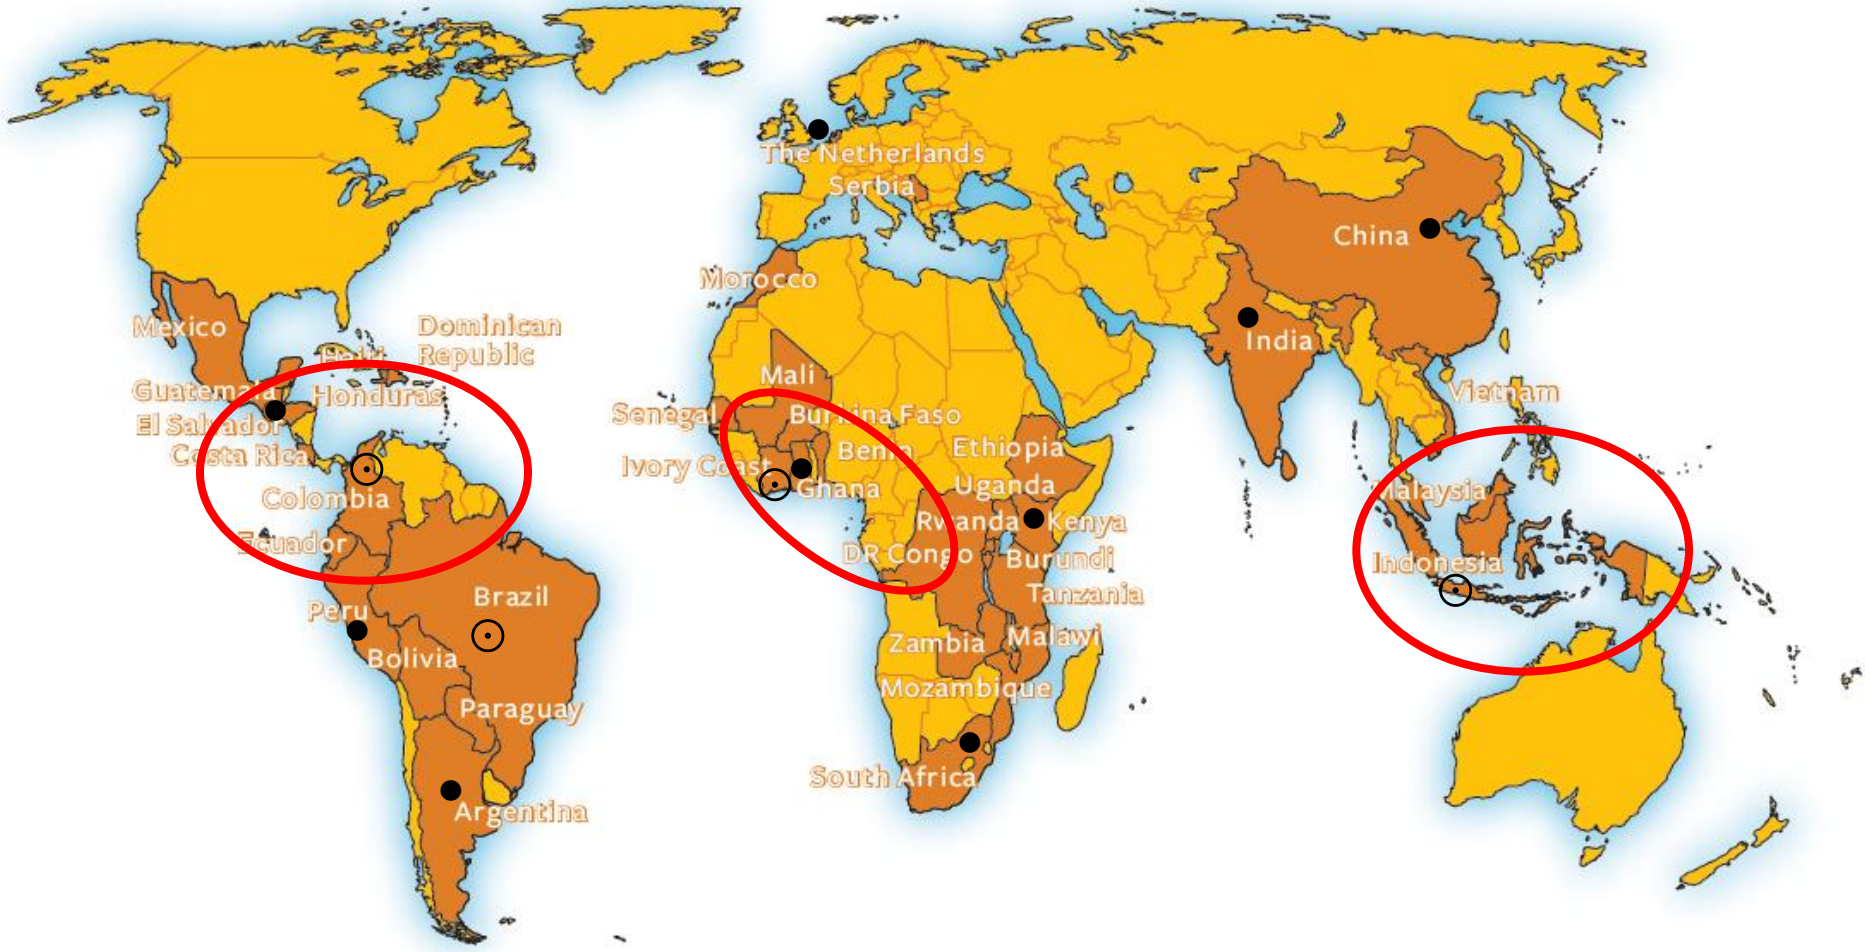 The Netherlands
Serbia
China
Morocco
India
Mexico
Dominican
Republic
Haiti
Mali
Guatemala
Honduras
Vietnam
Senegal
Burkina Faso
El Salvador
Benin
Ethiopia
Costa Rica
Ivory Coast
Ghana
Uganda
Malaysia
Colombia
Rwanda
Kenya
Ecuador
DR Congo
Burundi
Indonesia
Brazil
Tanzania
Peru
Zambia
Malawi
Bolivia
Mozambique
Paraguay
South Africa
Argentina